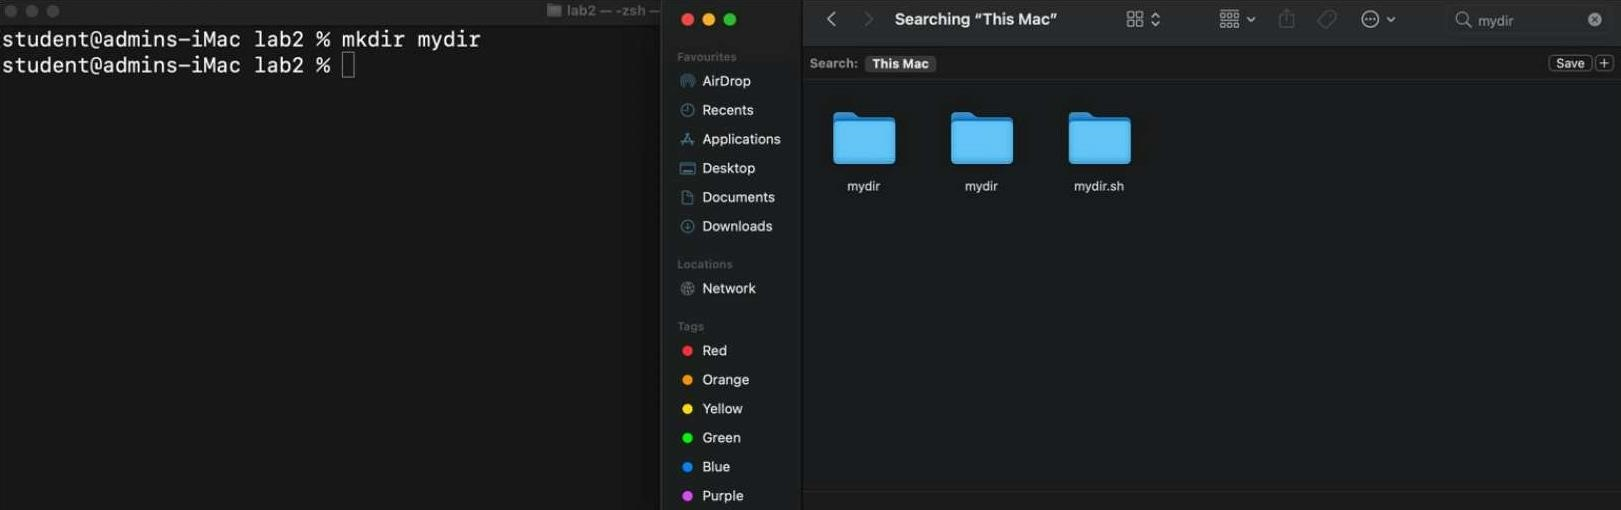 lab2 — -zsh —
student@admins-iMac lab2 % mkdir mydir
student@admins-iMac lab2 %
Favourites
AirDrop
Recents
Applications
Desktop
Documents
Downloads
Locations
Network
Tags
Red
Orange
Yellow
Green
Blue
Purple
Searching “This Mac”
mydir
Search: This Mac
Save +
mydir
mydir
mydir.sh